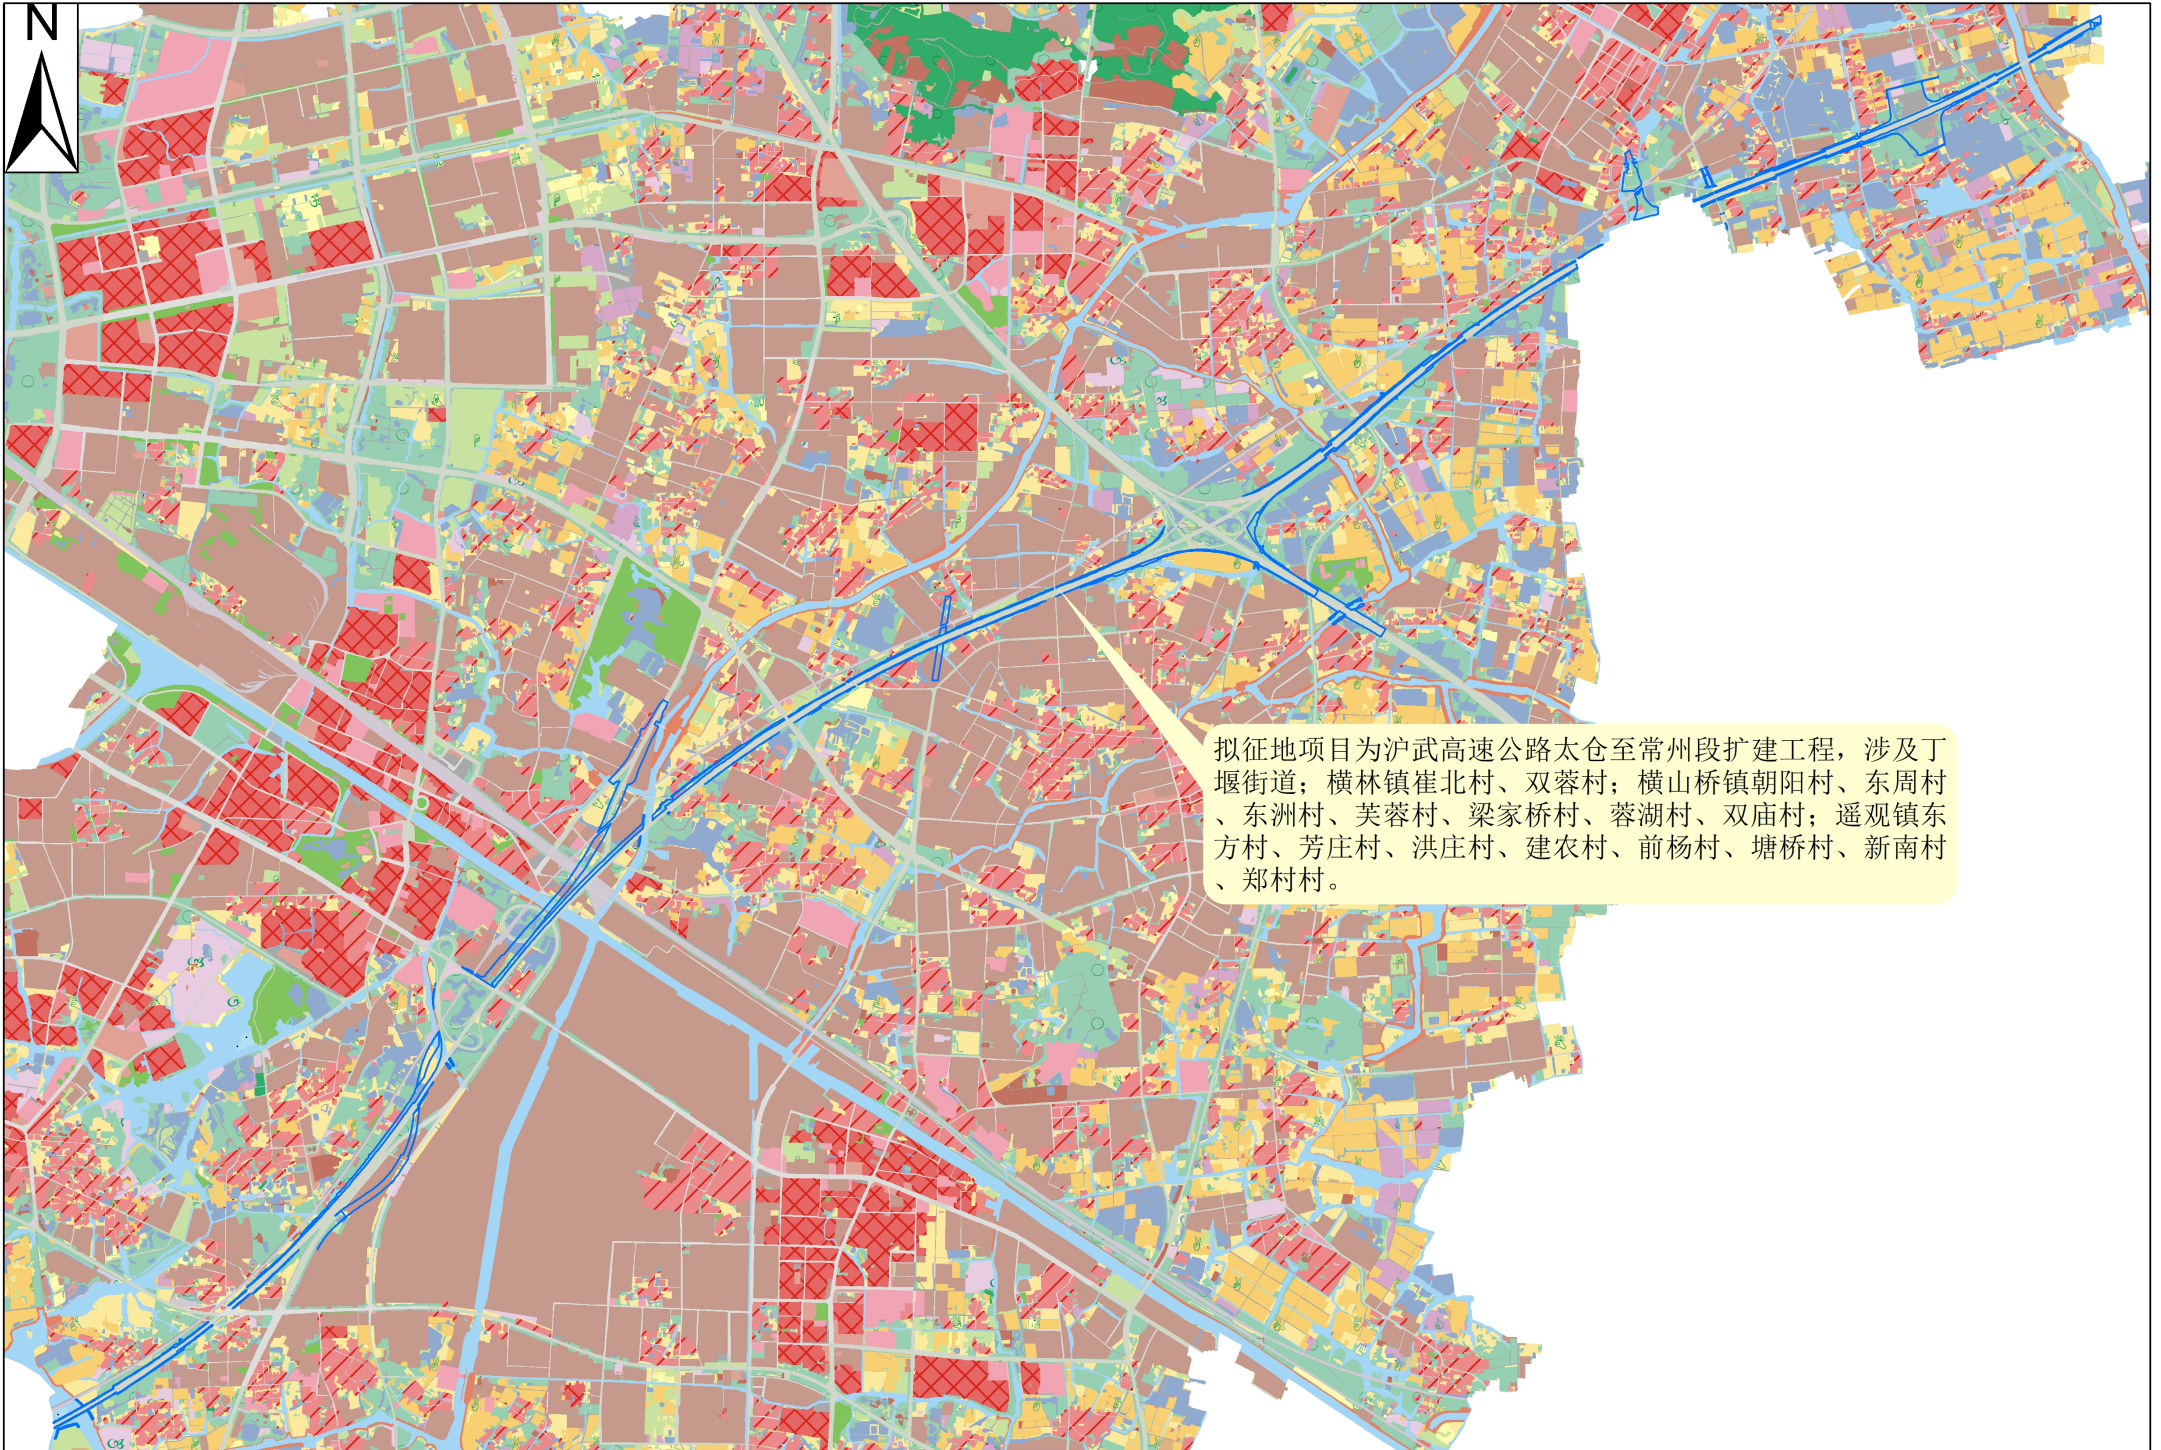 N
拟征地项目为沪武高速公路太仓至常州段扩建工程，涉及丁
堰街道；横林镇崔北村、双蓉村；横山桥镇朝阳村、东周村
、东洲村、芙蓉村、梁家桥村、蓉湖村、双庙村；遥观镇东
方村、芳庄村、洪庄村、建农村、前杨村、塘桥村、新南村
、郑村村。